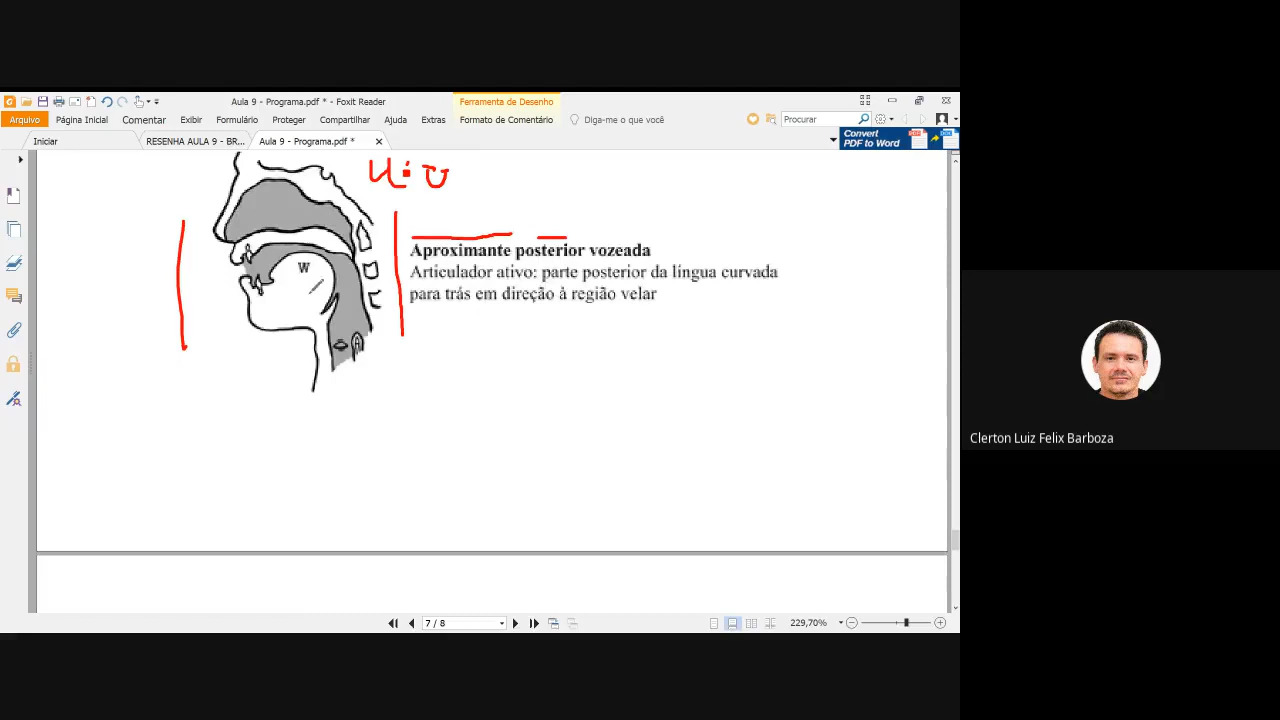 Aula 9 - Programa.pdf * - Foxit Reader
Ferramenta de Desenho
Arquivo Página Inicial Comentar Exibir Formulário Proteger Compartilhar Ajuda Extras Formato de Comentário Diga-me o que você Procurar
Iniciar RESENHA AULA 9 - BR... Aula 9 - Programa.pdf *
Convert
PDF to Word
Aproximante posterior vozeada
Articulador ativo: parte posterior da língua curvada
para trás em direção à região velar
W
Clerton Luiz Felix Barboza
7 / 8 229,70%